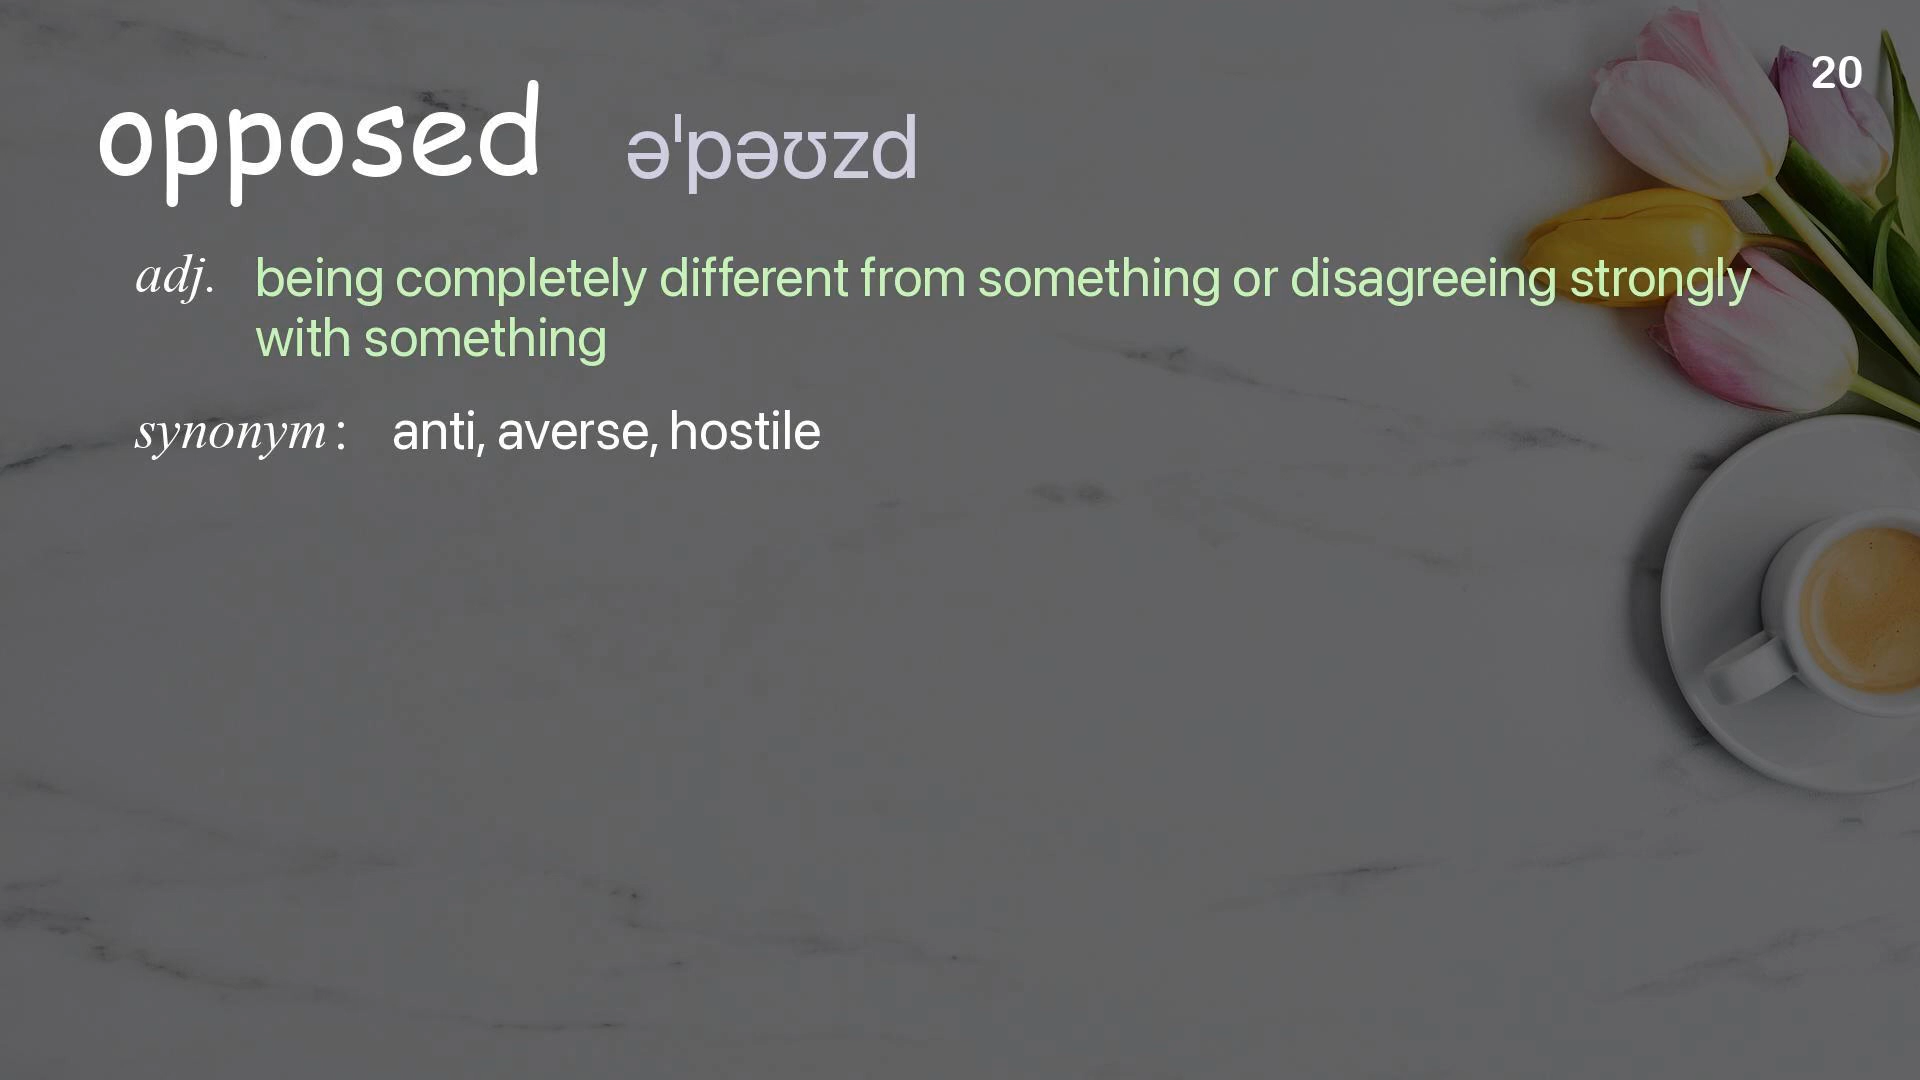 20
opposed əˈpəʊzd
adj. being completely different from something or disagreeing strongly
with something
synonym : anti, averse, hostile